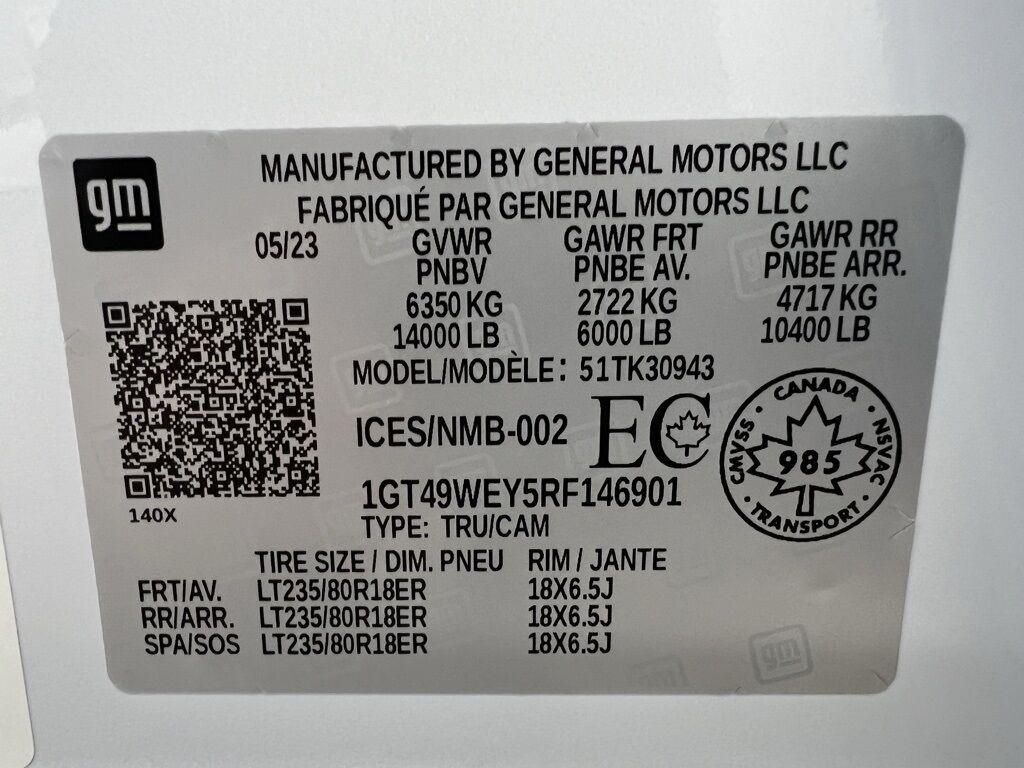 gm
MANUFACTURED BY GENERAL MOTORS LLC
FABRIQUÉ PAR GENERAL MOTORS LLC
05/23 GVWR GAWR FRT GAWR RR
PNBV PNBE AV. PNBE ARR.
6350 KG 2722 KG 4717 KG
14000 LB 6000 LB 10400 LB
MODEL/MODÈLE: 51TK30943
ICES/NMB-002 EC
CANADA
CMVSS 985 NSVAC
TRANSPORT
1GT49WEY5RF146901
140X
TYPE: TRU/CAM
TIRE SIZE / DIM. PNEU RIM / JANTE
FRT/AV. LT235/80R18ER 18X6.5J
RR/ARR. LT235/80R18ER 18X6.5J
SPA/SOS LT235/80R18ER 18X6.5J
gm